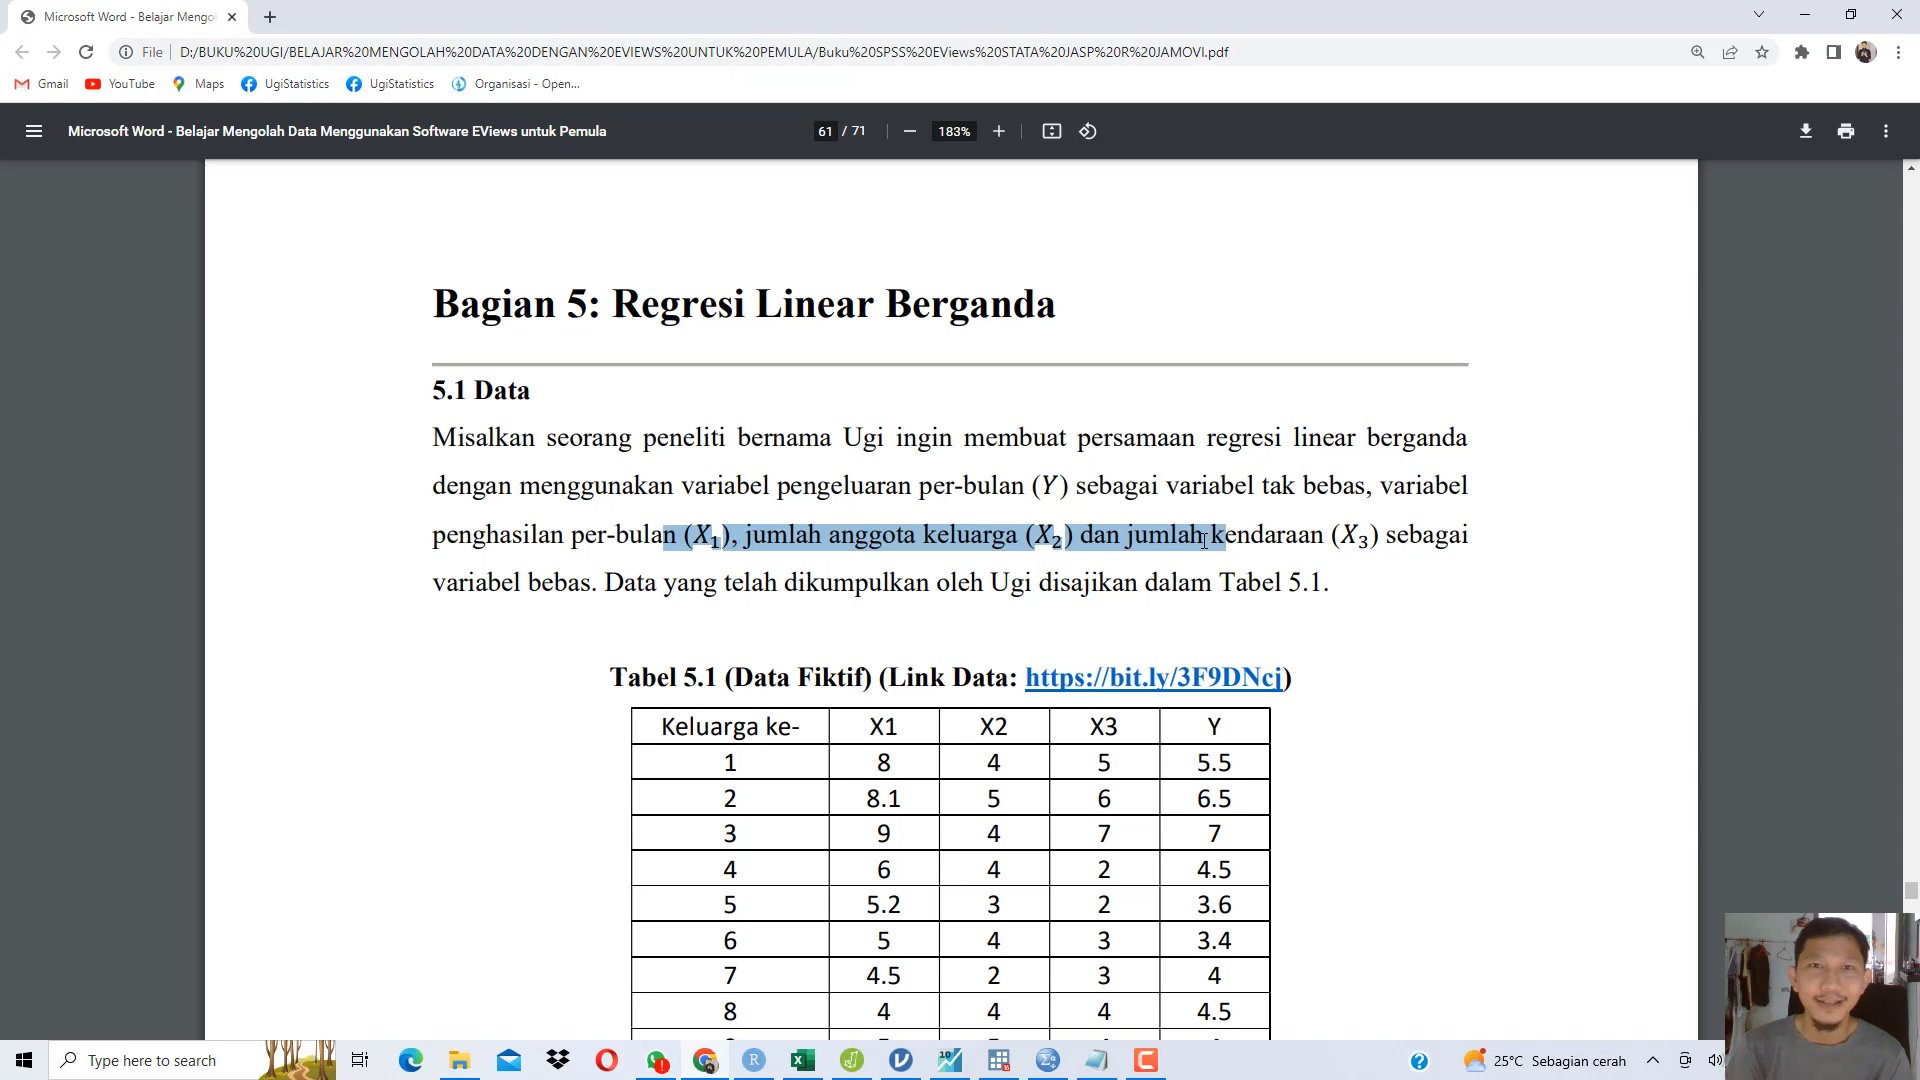 Microsoft Word - Belajar Mengol
File D:/BUKU%20UGI/BELAJAR%20MENGOLAH%20DATA%20DENGAN%20EVIEWS%20UNTUK%20PEMULA/Buku%20SPSS%20EViews%20STATA%20JASP%20R%20JAMOVI.pdf
Gmail YouTube Maps UgiStatistics UgiStatistics Organisasi - Open...
Microsoft Word - Belajar Mengolah Data Menggunakan Software EViews untuk Pemula 61 / 71 183%
Bagian 5: Regresi Linear Berganda
5.1 Data
Misalkan seorang peneliti bernama Ugi ingin membuat persamaan regresi linear berganda
dengan menggunakan variabel pengeluaran per-bulan (Y) sebagai variabel tak bebas, variabel
penghasilan per-bulan (X₁), jumlah anggota keluarga (X₂) dan jumlah kendaraan (X₃) sebagai
variabel bebas. Data yang telah dikumpulkan oleh Ugi disajikan dalam Tabel 5.1.
Tabel 5.1 (Data Fiktif) (Link Data: https://bit.ly/3F9DNcj)
Keluarga ke- X1 X2 X3 Y
1 8 4 5 5.5
2 8.1 5 6 6.5
3 9 4 7 7
4 6 4 2 4.5
5 5.2 3 2 3.6
6 5 4 3 3.4
7 4.5 2 3 4
8 4 4 4 4.5
Type here to search 25°C Sebagian cerah